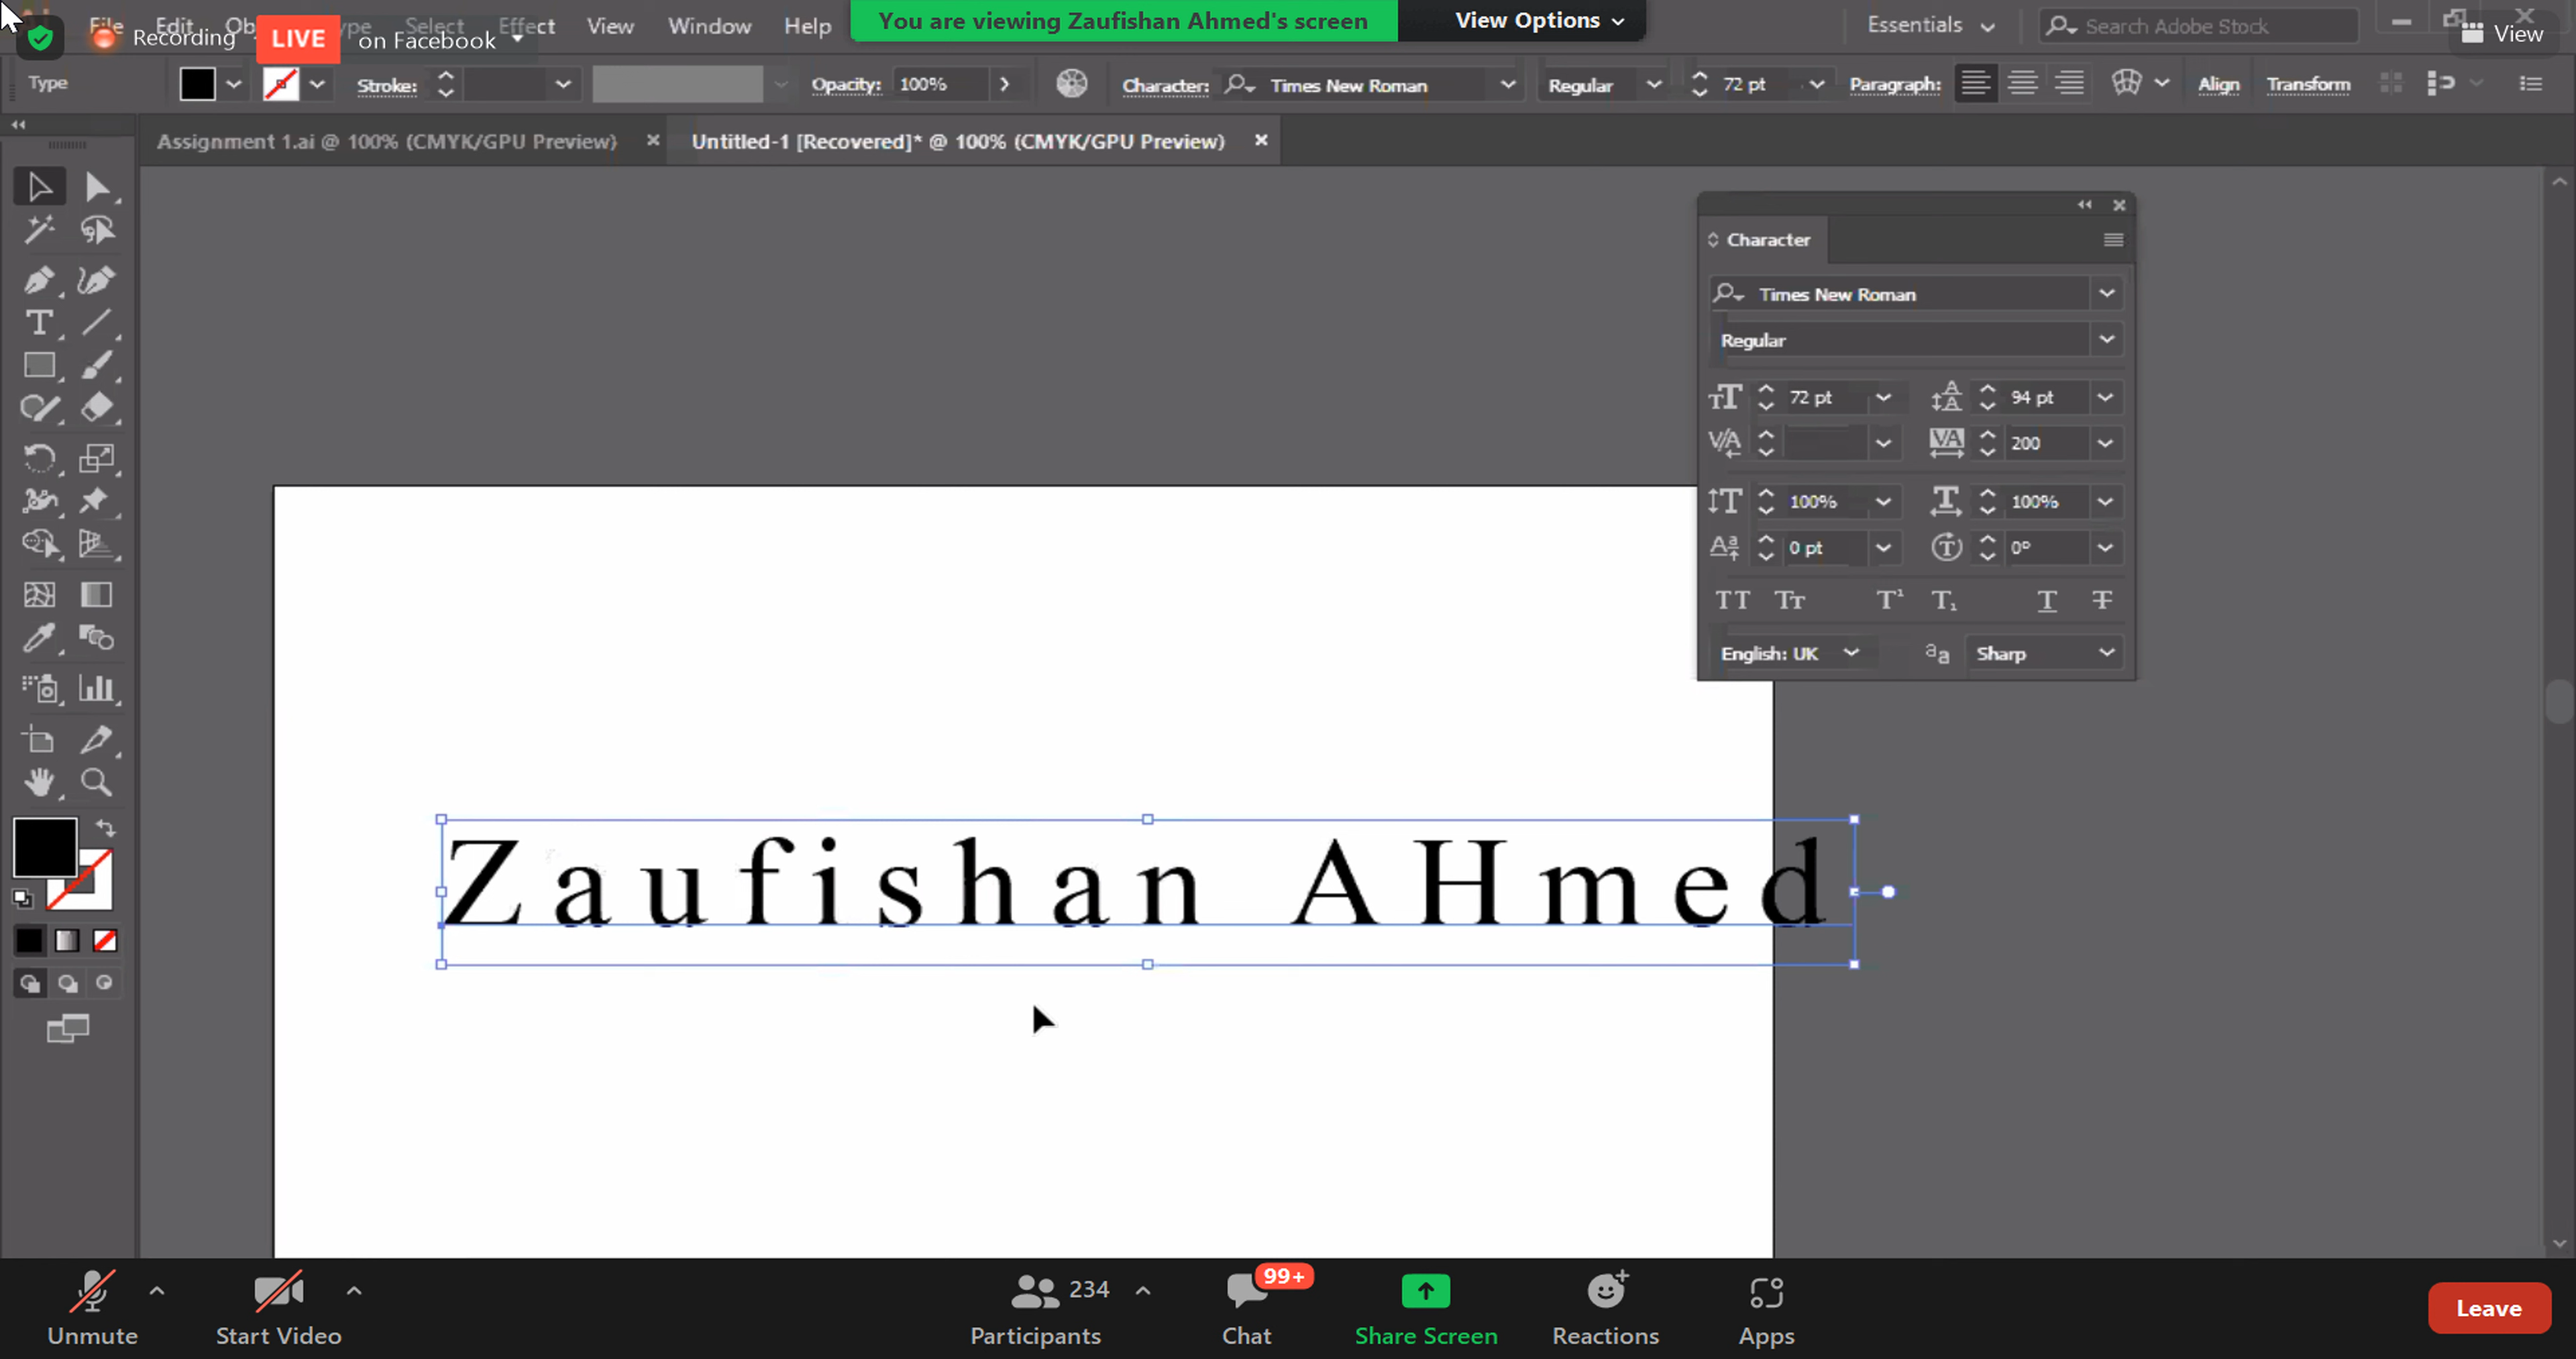 File Edit Select Effect View Window Help
Recording LIVE on Facebook
You are viewing Zaufishan Ahmed's screen View Options
Essentials Search Adobe Stock View
Type Stroke: Opacity: 100% Character: Times New Roman Regular 72 pt Paragraph: Align Transform
Assignment 1.ai @ 100% (CMYK/GPU Preview) Untitled-1 [Recovered]* @ 100% (CMYK/GPU Preview)
Character
Times New Roman
Regular
72 pt 94 pt
200
100% 100%
0 pt 0°
English: UK Sharp
Zaufishan AHmed
Unmute Start Video Participants 234 Chat 99+ Share Screen Reactions Apps Leave